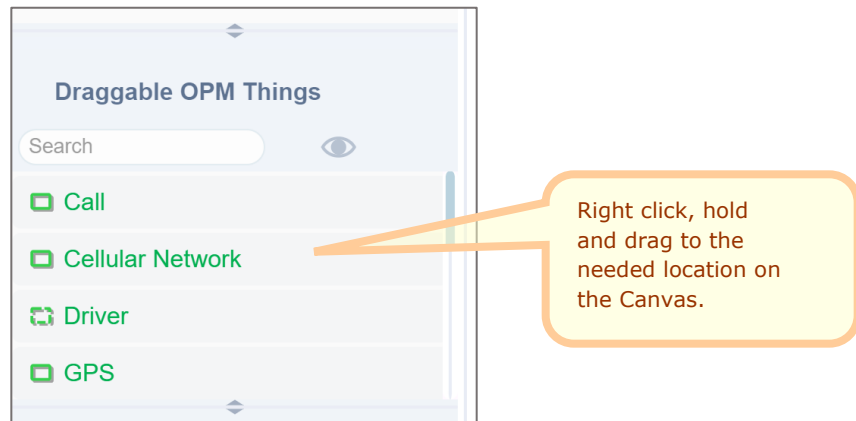 Draggable OPM Things
Search
Call
Cellular Network
Driver
GPS
Right click, hold
and drag to the
needed location on
the Canvas.